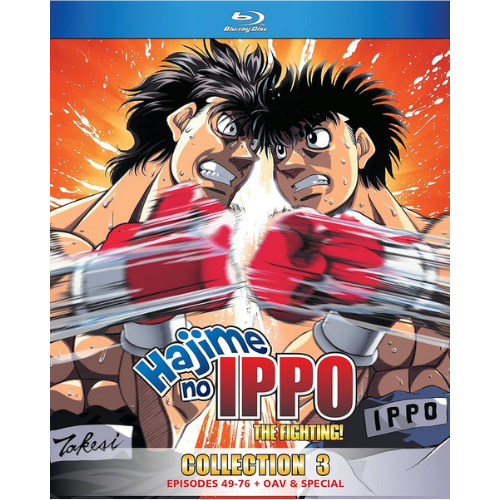 Blu-ray Disc
Hajime
no IPPO
THE FIGHTING!
Takesi
IPPO
COLLECTION 3
EPISODES 49-76 + OAV & SPECIAL